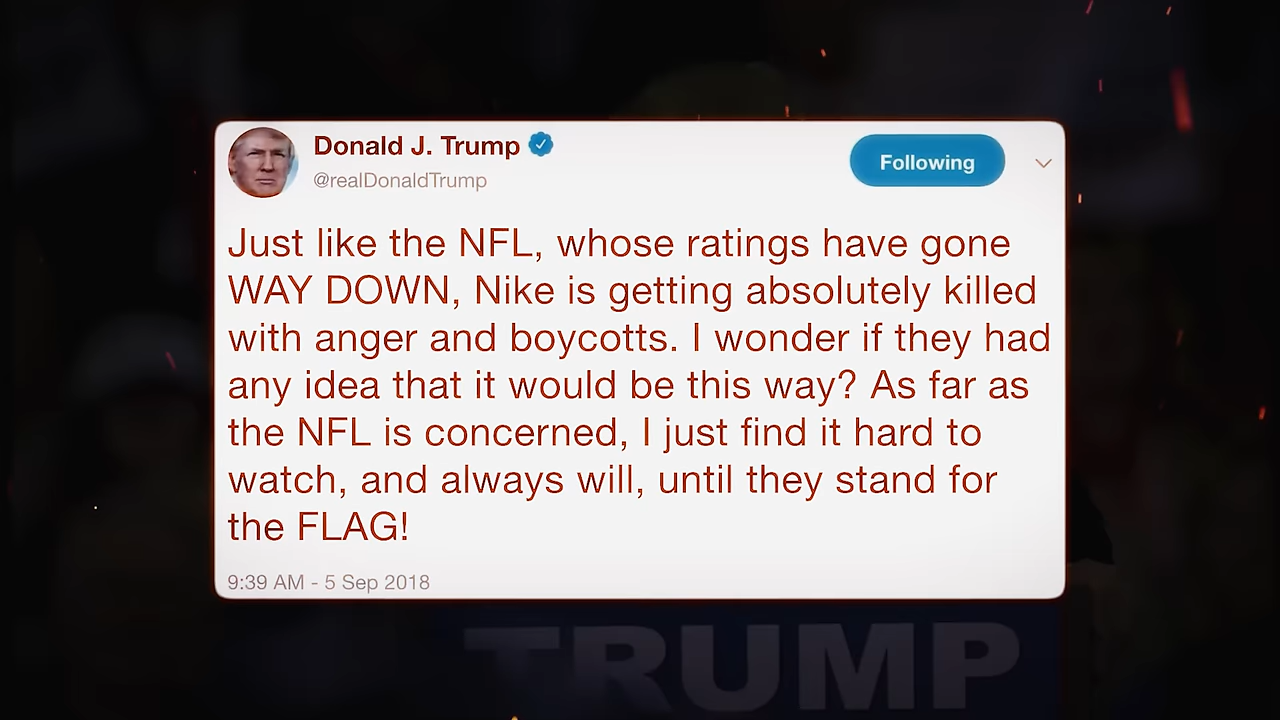 Donald J. Trump
@realDonaldTrump
Following
Just like the NFL, whose ratings have gone
WAY DOWN, Nike is getting absolutely killed
with anger and boycotts. I wonder if they had
any idea that it would be this way? As far as
the NFL is concerned, I just find it hard to
watch, and always will, until they stand for
the FLAG!
9:39 AM - 5 Sep 2018
TRUMP